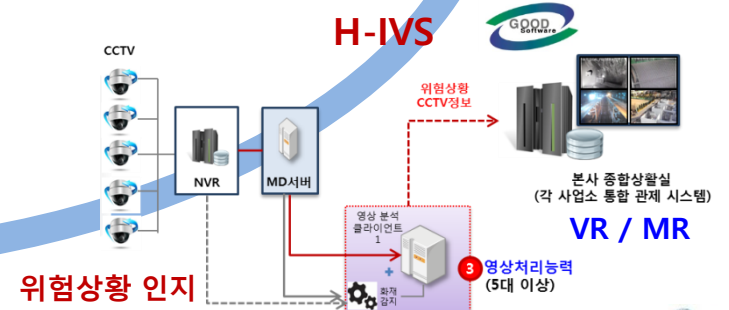 H-IVS
GOOD
Software
CCTV
위험상황
CCTV정보
NVR
MD서버
본사 종합상활실
(각 사업소 통합 관제 시스템)
VR / MR
영상 분석
클라이언트
1
+
3 영상처리능력
(5대 이상)
화재
감지
위험상황 인지